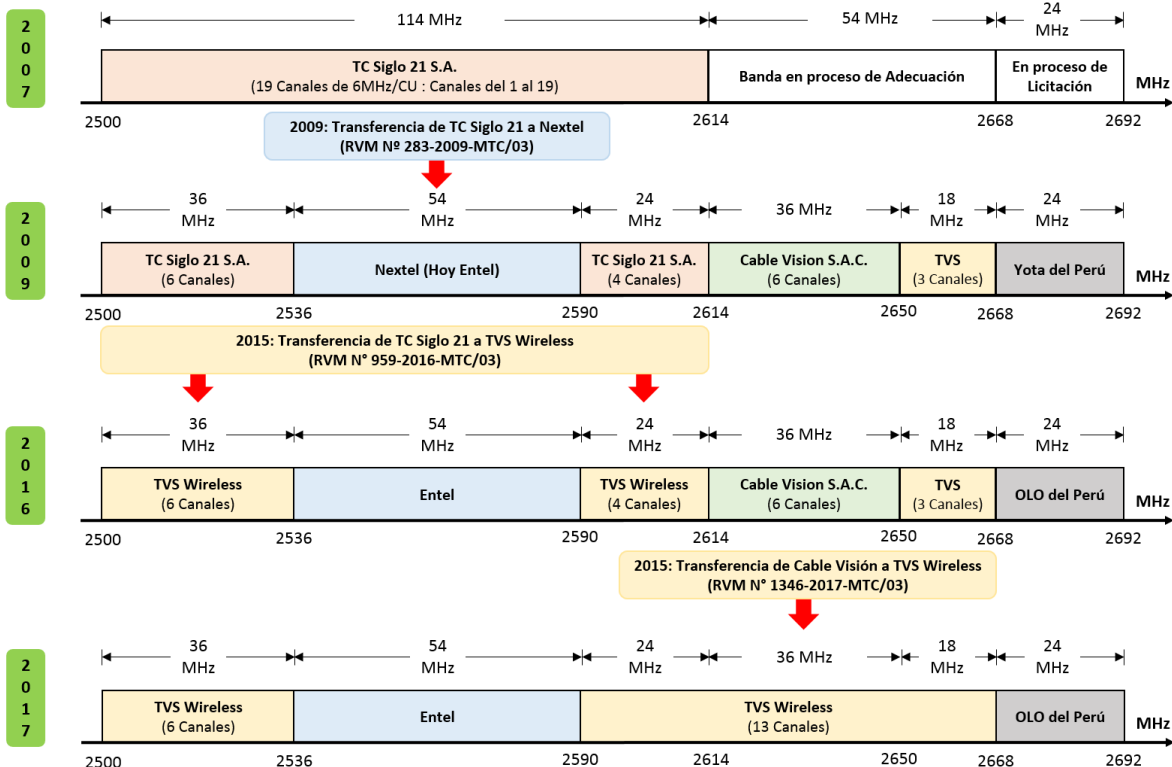 2007
114 MHz
54 MHz
24
MHz
TC Siglo 21 S.A.
(19 Canales de 6MHz/CU : Canales del 1 al 19)
Banda en proceso de Adecuación
En proceso de
Licitación
MHz
2500
2614
2668
2692
2009: Transferencia de TC Siglo 21 a Nextel
(RVM Nº 283-2009-MTC/03)
2009
36
MHz
54
MHz
24
MHz
36 MHz
18
MHz
24
MHz
TC Siglo 21 S.A.
(6 Canales)
Nextel (Hoy Entel)
TC Siglo 21 S.A.
(4 Canales)
Cable Vision S.A.C.
(6 Canales)
TVS
(3 Canales)
Yota del Perú
MHz
2500
2536
2590
2614
2650
2668
2692
2015: Transferencia de TC Siglo 21 a TVS Wireless
(RVM N° 959-2016-MTC/03)
2016
36
MHz
54
MHz
24
MHz
36 MHz
18
MHz
24
MHz
TVS Wireless
(6 Canales)
Entel
TVS Wireless
(4 Canales)
Cable Vision S.A.C.
(6 Canales)
TVS
(3 Canales)
OLO del Perú
MHz
2500
2536
2590
2614
2650
2668
2692
2015: Transferencia de Cable Visión a TVS Wireless
(RVM N° 1346-2017-MTC/03)
2017
36
MHz
54
MHz
24
MHz
36 MHz
18
MHz
24
MHz
TVS Wireless
(6 Canales)
Entel
TVS Wireless
(13 Canales)
OLO del Perú
MHz
2500
2536
2590
2614
2650
2668
2692